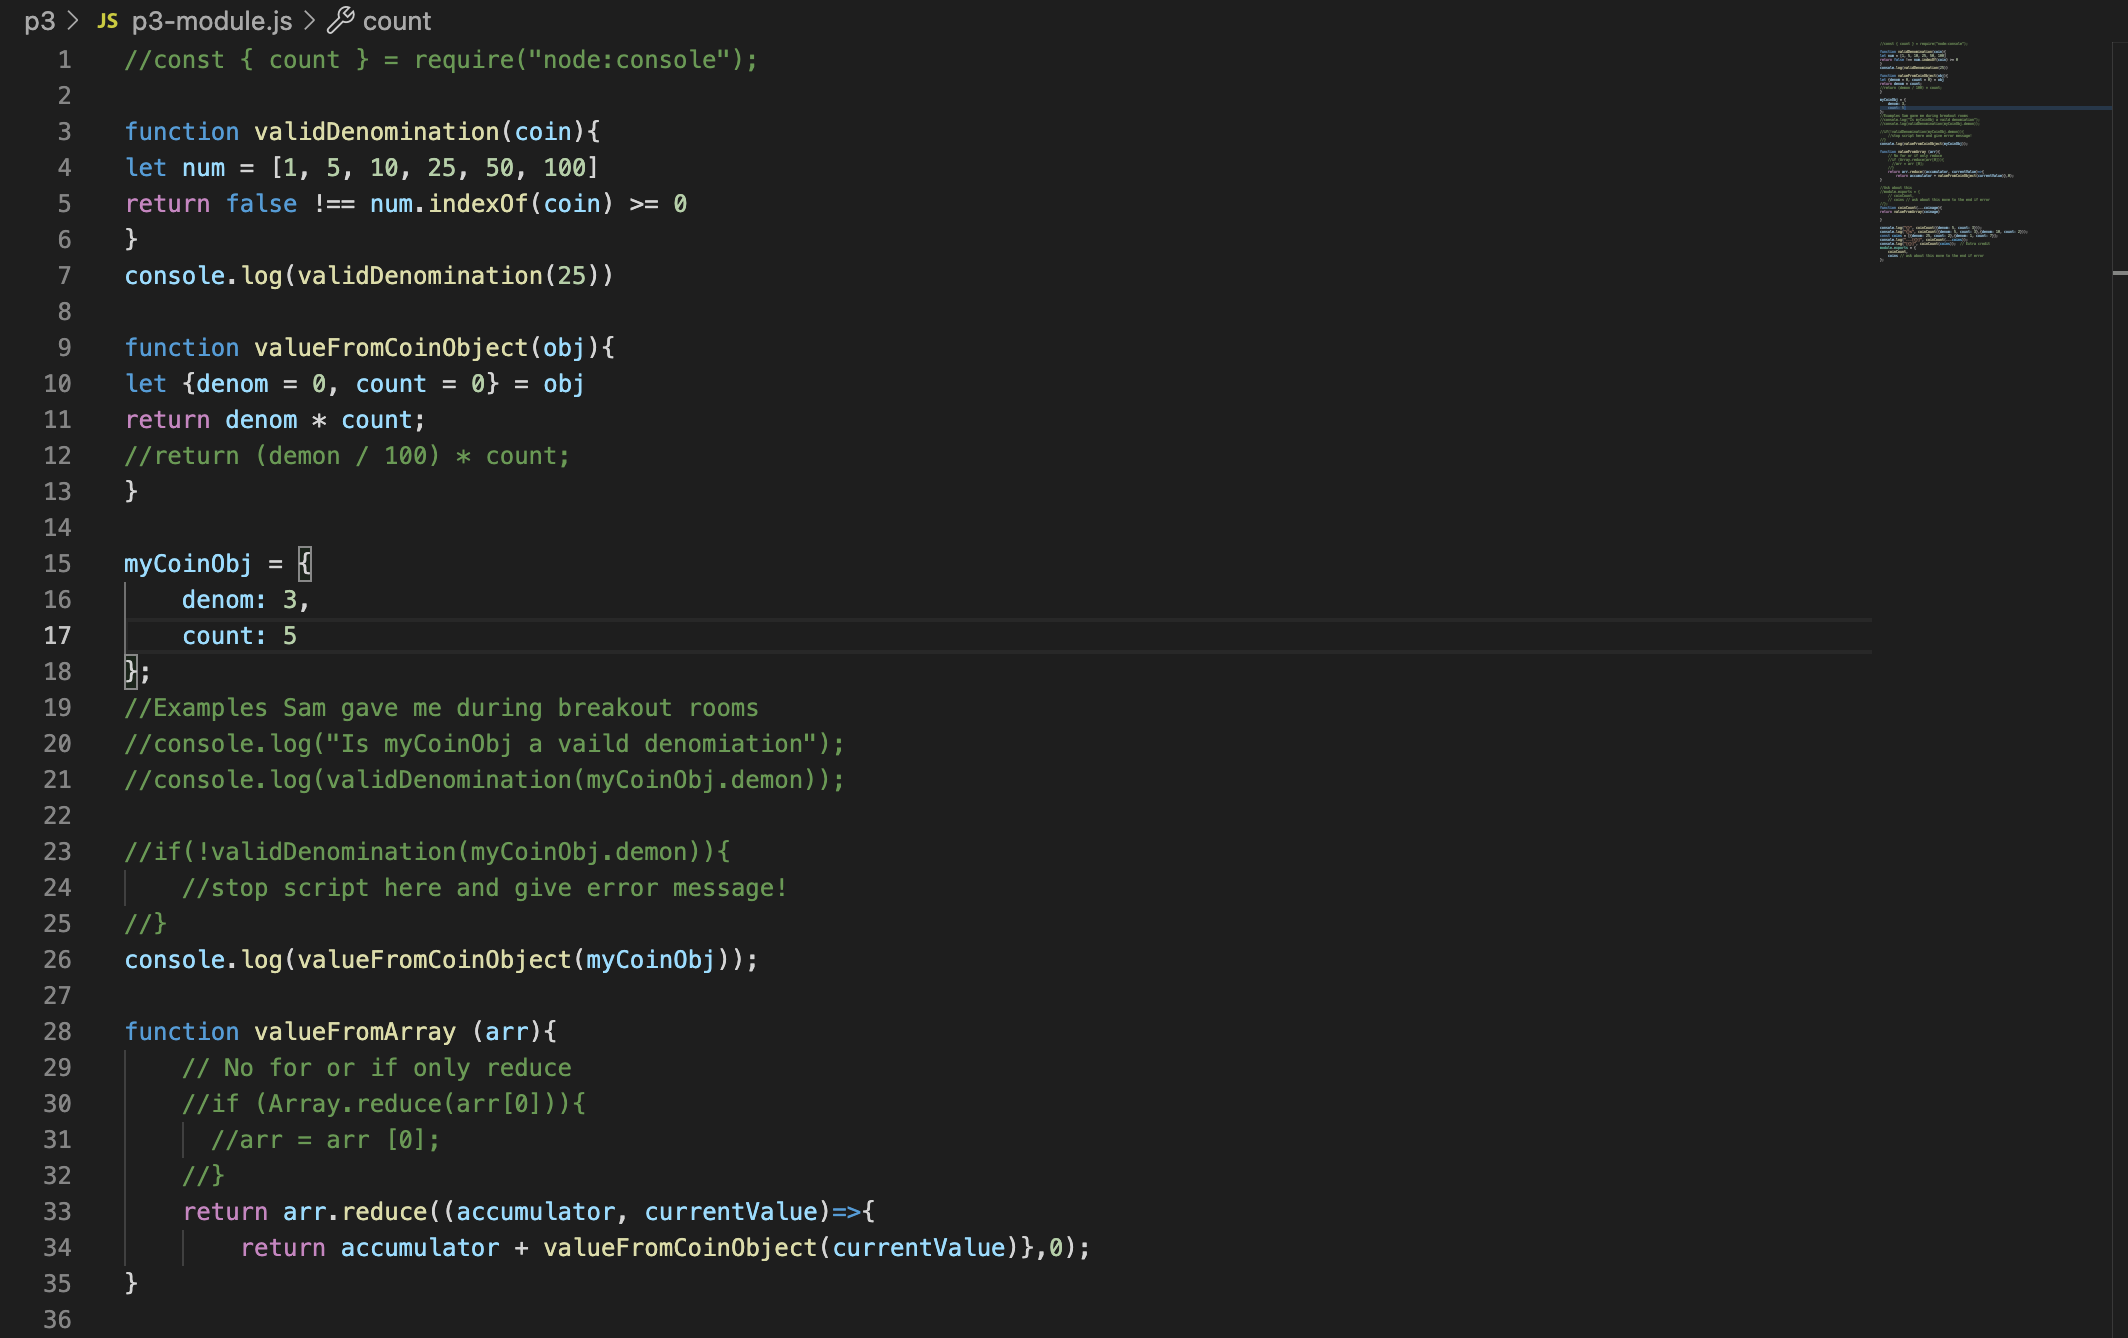 p3 > JS p3-module.js > count
1 //const { count } = require("node:console");
2
3 function validDenomination(coin){
4 let num = [1, 5, 10, 25, 50, 100]
5 return false !== num.indexOf(coin) >= 0
6 }
7 console.log(validDenomination(25))
8
9 function valueFromCoinObject(obj){
10 let {denom = 0, count = 0} = obj
11 return denom * count;
12 //return (demon / 100) * count;
13 }
14
15 myCoinObj = {
16     denom: 3,
17     count: 5
18 };
19 //Examples Sam gave me during breakout rooms
20 //console.log("Is myCoinObj a vaild denomiation");
21 //console.log(validDenomination(myCoinObj.demon));
22
23 //if(!validDenomination(myCoinObj.demon)){
24     //stop script here and give error message!
25 //}
26 console.log(valueFromCoinObject(myCoinObj));
27
28 function valueFromArray (arr){
29     // No for or if only reduce
30     //if (Array.reduce(arr[0])){
31       //arr = arr [0];
32     //}
33     return arr.reduce((accumulator, currentValue)=>{
34         return accumulator + valueFromCoinObject(currentValue)},0);
35 }
36